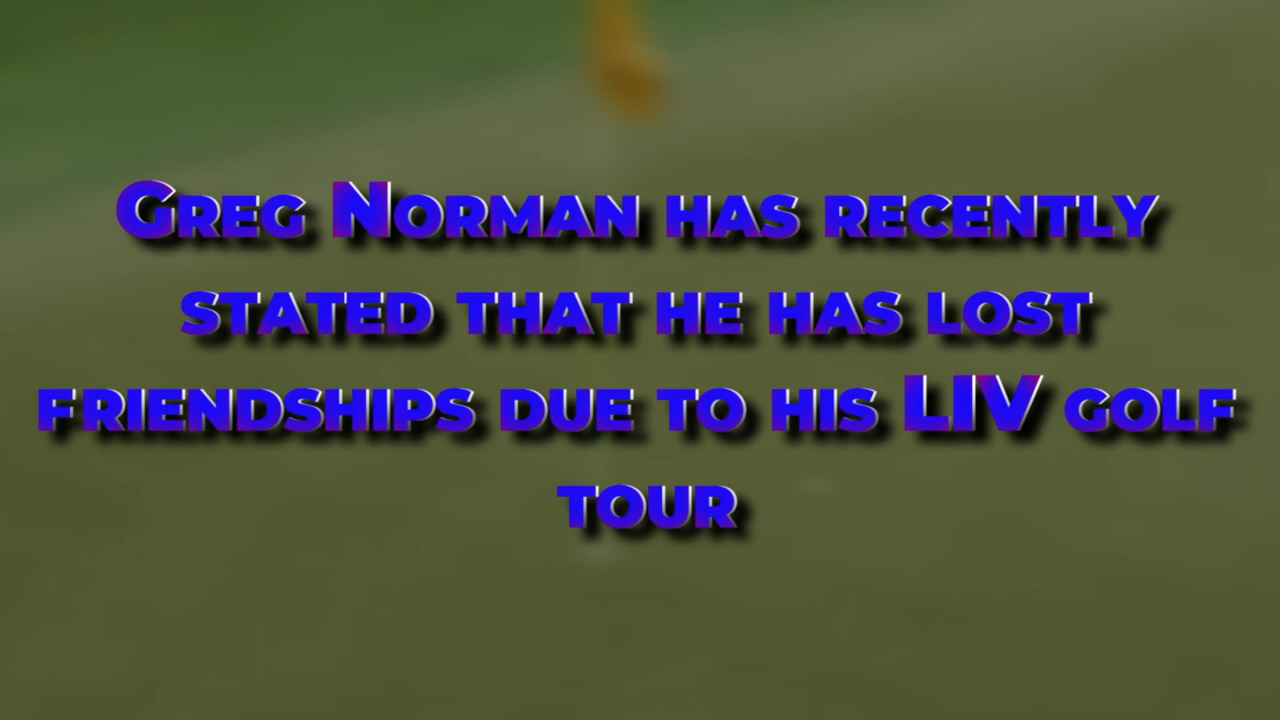 Greg Norman has recently
stated that he has lost
friendships due to his LIV golf
tour